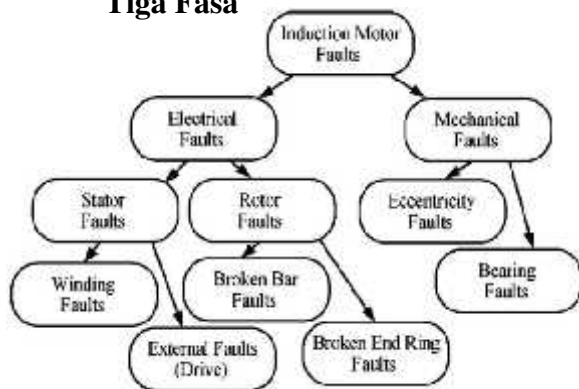 Tiga Fasa
Induction Motor
Faults
Electrical
Faults
Mechanical
Faults
Stator
Faults
Rotor
Faults
Eccentricity
Faults
Winding
Faults
Broken Bar
Faults
Bearing
Faults
External Faults
(Drive)
Broken End Ring
Faults